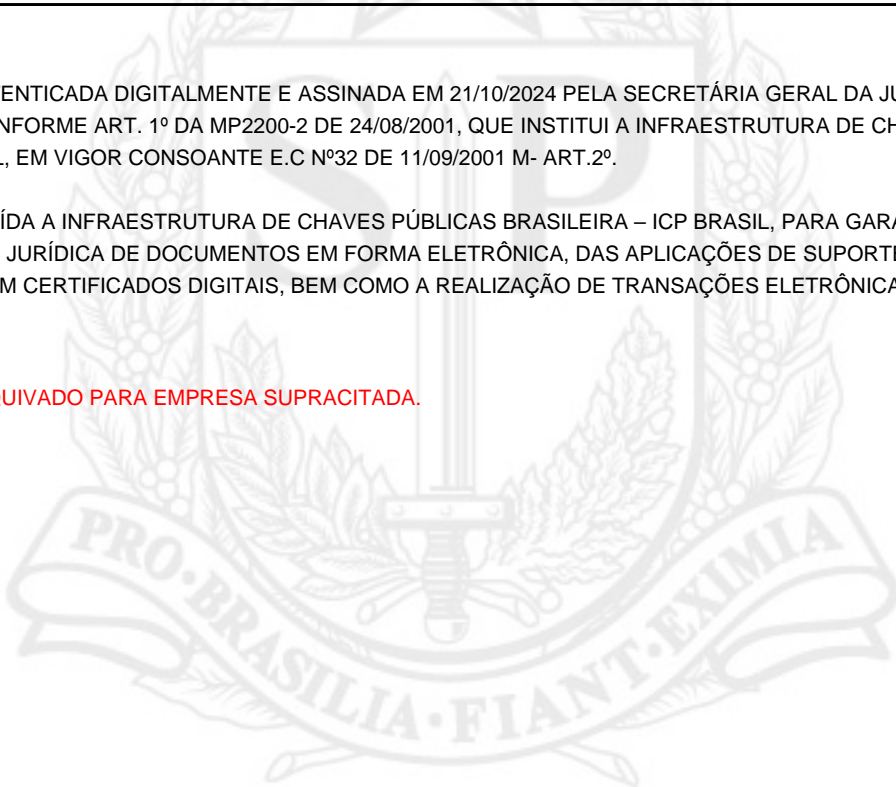 ENTICADA DIGITALMENTE E ASSINADA EM 21/10/2024 PELA SECRETÁRIA GERAL DA JU
NFORME ART. 1º DA MP2200-2 DE 24/08/2001, QUE INSTITUI A INFRAESTRUTURA DE CH
L, EM VIGOR CONSOANTE E.C Nº32 DE 11/09/2001 M- ART.2º.
ÍDA A INFRAESTRUTURA DE CHAVES PÚBLICAS BRASILEIRA – ICP BRASIL, PARA GARA
JURÍDICA DE DOCUMENTOS EM FORMA ELETRÔNICA, DAS APLICAÇÕES DE SUPORTE
M CERTIFICADOS DIGITAIS, BEM COMO A REALIZAÇÃO DE TRANSAÇÕES ELETRÔNICA
UIVADO PARA EMPRESA SUPRACITADA.
SP
PRO·BRASILIA·FIANT·EXIMIA